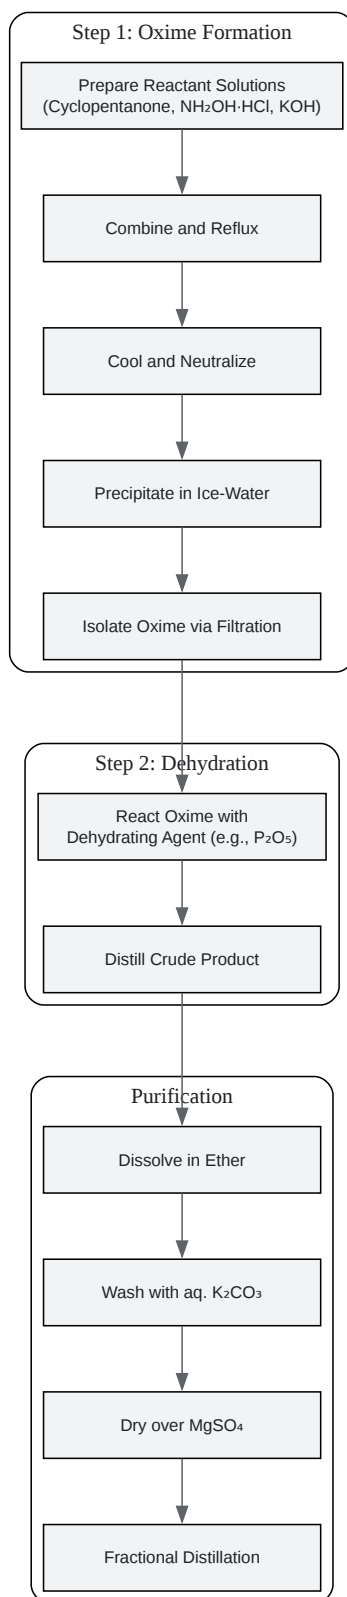 Step 1: Oxime Formation
Prepare Reactant Solutions
(Cyclopentanone, NH₂OH·HCl, KOH)
Combine and Reflux
Cool and Neutralize
Precipitate in Ice-Water
Isolate Oxime via Filtration
Step 2: Dehydration
React Oxime with
Dehydrating Agent (e.g., P₂O₅)
Distill Crude Product
Purification
Dissolve in Ether
Wash with aq. K₂CO₃
Dry over MgSO₄
Fractional Distillation